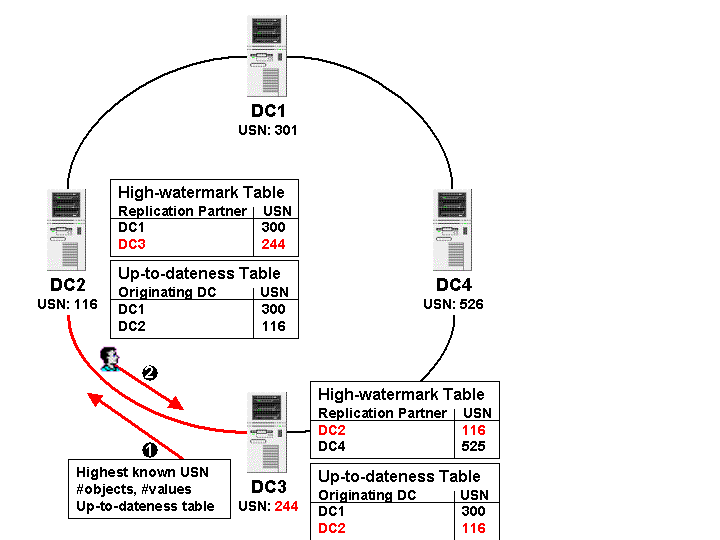 DC1
USN: 301
High-watermark Table
Replication Partner USN
DC1 300
DC3 244
DC2
USN: 116
Up-to-dateness Table
Originating DC USN
DC1 300
DC2 116
DC4
USN: 526
2
1
Highest known USN
#objects, #values
Up-to-dateness table
DC3
USN: 244
High-watermark Table
Replication Partner USN
DC2 116
DC4 525
Up-to-dateness Table
Originating DC USN
DC1 300
DC2 116